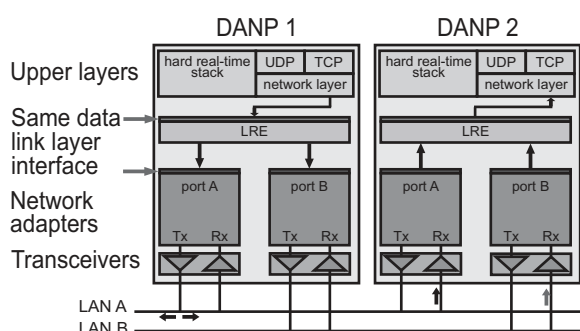 DANP 1
DANP 2
Upper layers
hard real-time
stack
UDP
TCP
network layer
hard real-time
stack
UDP
TCP
network layer
Same data
link layer
interface
LRE
LRE
Network
adapters
port A
port B
port A
port B
Tx
Rx
Tx
Rx
Tx
Rx
Tx
Rx
Transceivers
LAN A
LAN B